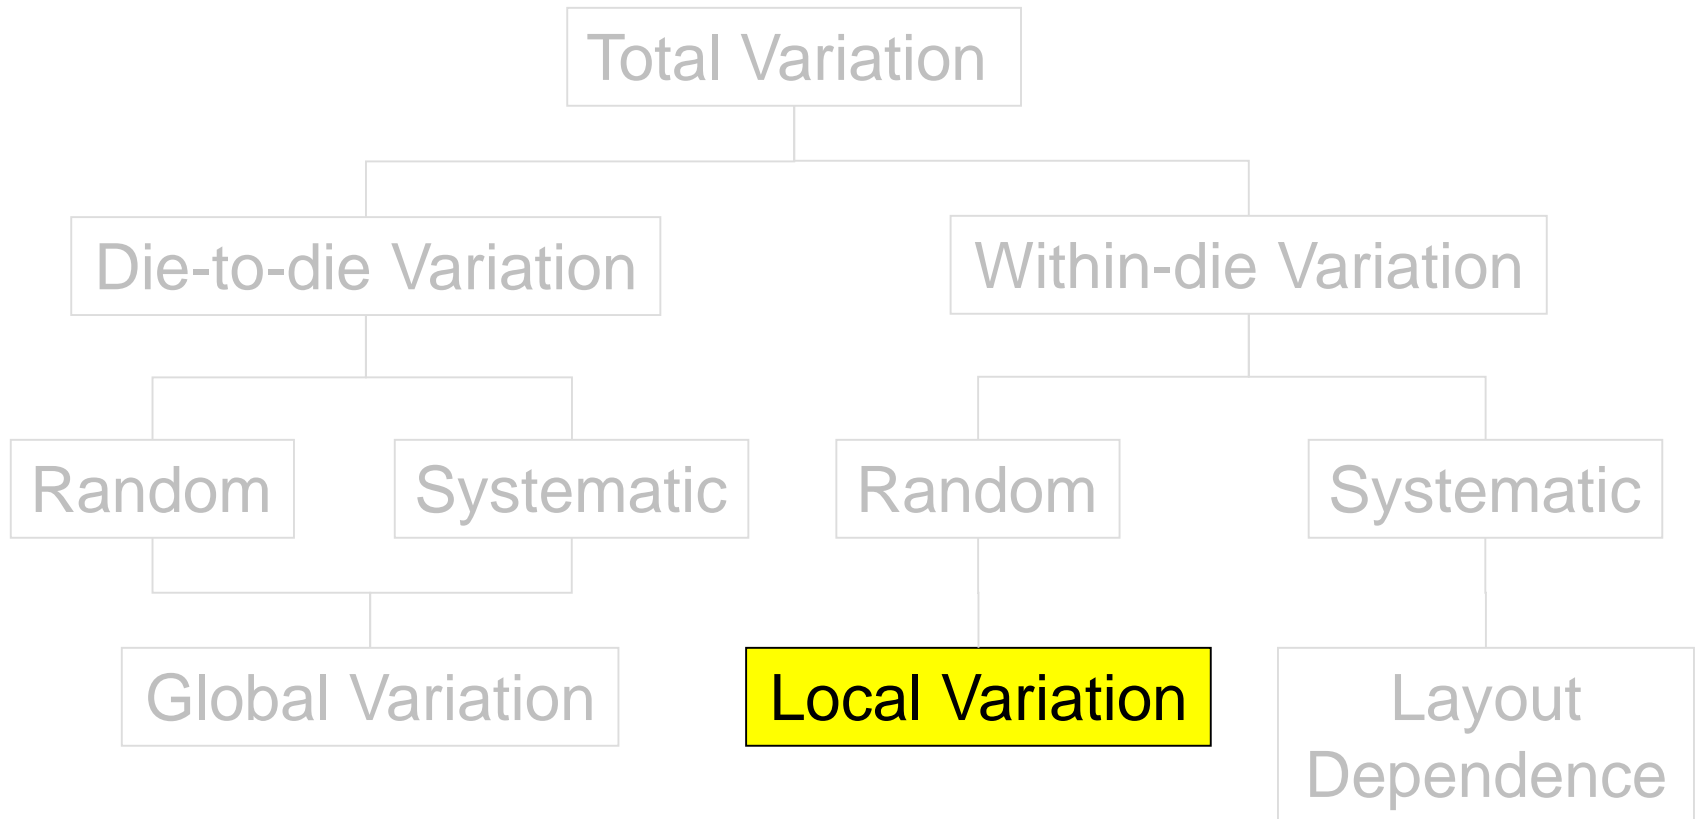 Total Variation
Die-to-die Variation
Within-die Variation
Random
Systematic
Random
Systematic
Global Variation
Local Variation
Layout
Dependence